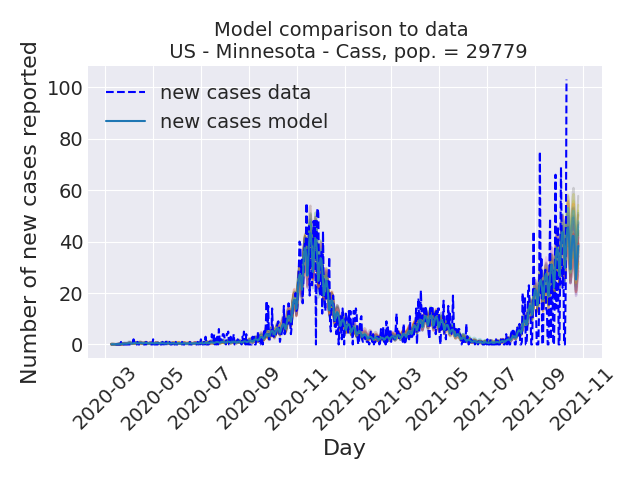 Model comparison to data
US - Minnesota - Cass, pop. = 29779
new cases data
new cases model
Number of new cases reported
100
80
60
40
20
0
2020-03
2020-05
2020-07
2020-09
2020-11
2021-01
2021-03
2021-05
2021-07
2021-09
2021-11
Day